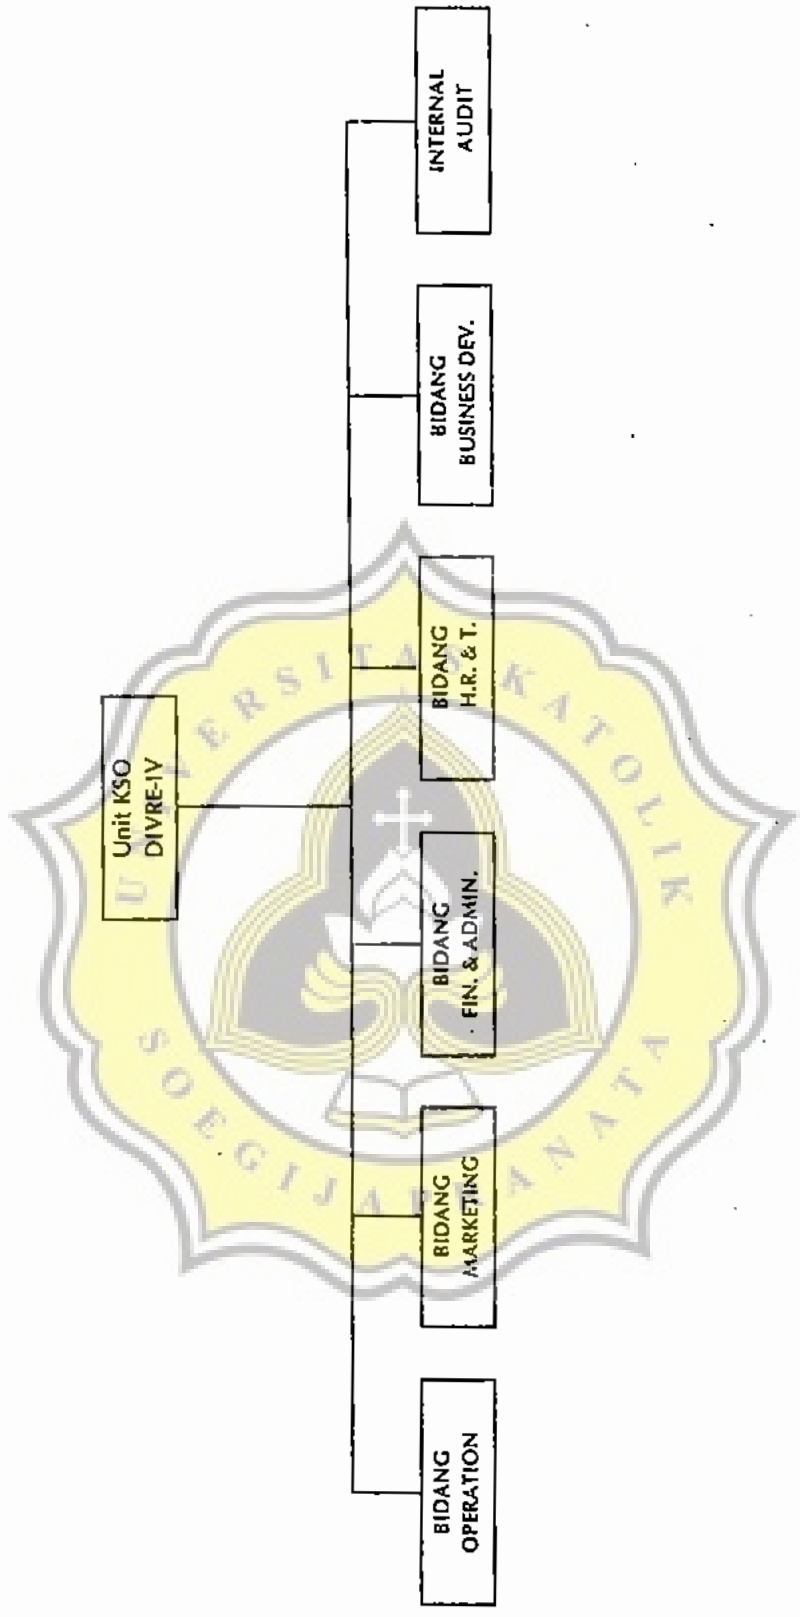 Unit KSO
DIVRE-IV
BIDANG
OPERATION
BIDANG
MARKETING
BIDANG
FIN. & ADMIN.
BIDANG
H.R. & T.
BIDANG
BUSINESS DEV.
INTERNAL
AUDIT
UNIVERSITAS KATOLIK
SOEGIJAPRANATA